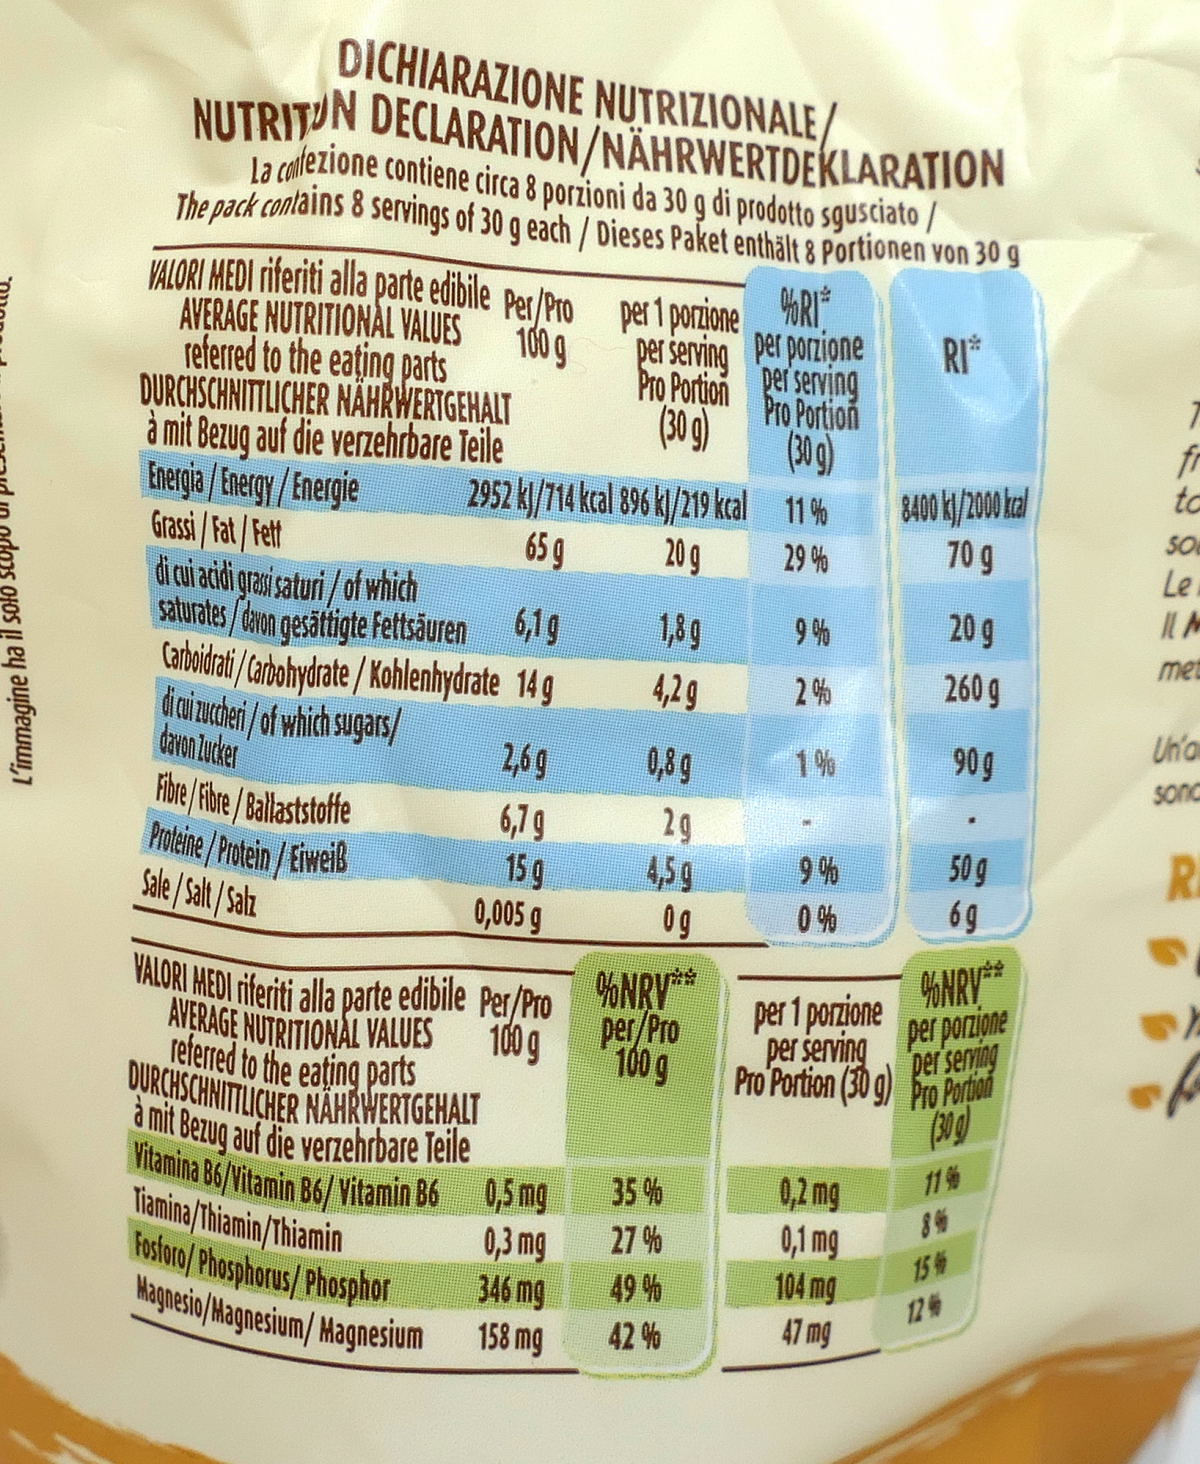 DICHIARAZIONE NUTRIZIONALE/
NUTRITON DECLARATION/NÄHRWERTDEKLARATION
La confezione contiene circa 8 porzioni da 30 g di prodotto sgusciato /
The pack contains 8 servings of 30 g each / Dieses Paket enthält 8 Portionen von 30 g
VALORI MEDI riferiti alla parte edibile
AVERAGE NUTRITIONAL VALUES
referred to the eating parts
DURCHSCHNITTLICHER NÄHRWERTGEHALT
à mit Bezug auf die verzehrbare Teile
Per/Pro
100 g
per 1 porzione
per serving
Pro Portion
(30 g)
%RI*
per porzione
per serving
Pro Portion
(30 g)
RI*
Energia / Energy / Energie 2952 kJ/714 kcal 896 kJ/219 kcal 11 % 8400 kJ/2000 kcal
Grassi / Fat / Fett 65 g 20 g 29 % 70 g
di cui acidi grassi saturi / of which
saturates / davon gesättigte Fettsäuren 6,1 g 1,8 g 9 % 20 g
Carboidrati / Carbohydrate / Kohlenhydrate 14 g 4,2 g 2 % 260 g
di cui zuccheri / of which sugars/
davon Zucker 2,6 g 0,8 g 1 % 90 g
Fibre / Fibre / Ballaststoffe 6,7 g 2 g - -
Proteine / Protein / Eiweiß 15 g 4,5 g 9 % 50 g
Sale / Salt / Salz 0,005 g 0 g 0 % 6 g
VALORI MEDI riferiti alla parte edibile
AVERAGE NUTRITIONAL VALUES
referred to the eating parts
DURCHSCHNITTLICHER NÄHRWERTGEHALT
à mit Bezug auf die verzehrbare Teile
Per/Pro
100 g
%NRV**
per/Pro
100 g
per 1 porzione
per serving
Pro Portion (30 g)
%NRV**
per porzione
per serving
Pro Portion
(30 g)
Vitamina B6/Vitamin B6/ Vitamin B6 0,5 mg 35 % 0,2 mg 11 %
Tiamina/Thiamin/Thiamin 0,3 mg 27 % 0,1 mg 8 %
Fosforo/ Phosphorus/ Phosphor 346 mg 49 % 104 mg 15 %
Magnesio/Magnesium/ Magnesium 158 mg 42 % 47 mg 12 %
L'immagine ha il solo scopo di
Le
Il
Un'a